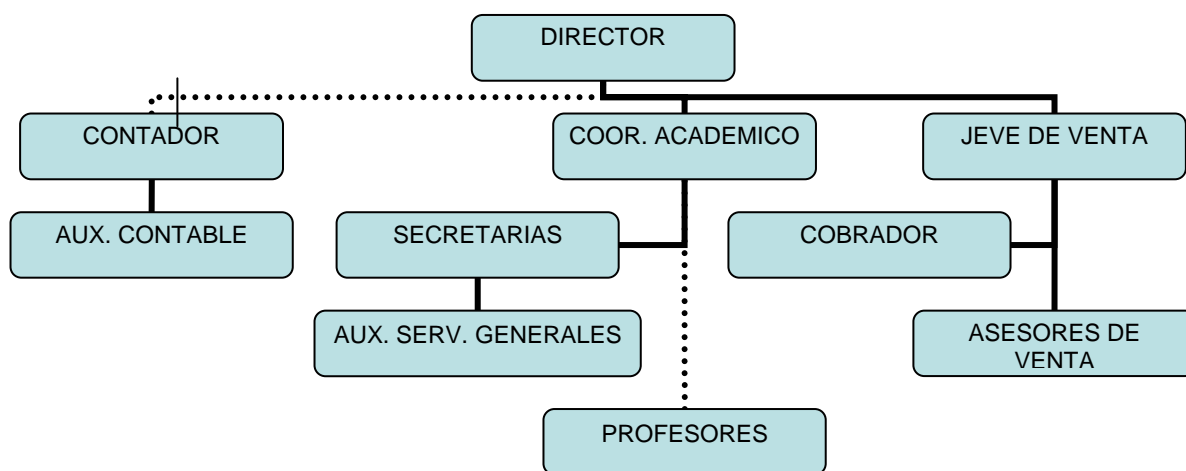 DIRECTOR
CONTADOR
COOR. ACADEMICO
JEVE DE VENTA
AUX. CONTABLE
SECRETARIAS
COBRADOR
AUX. SERV. GENERALES
ASESORES DE
VENTA
PROFESORES